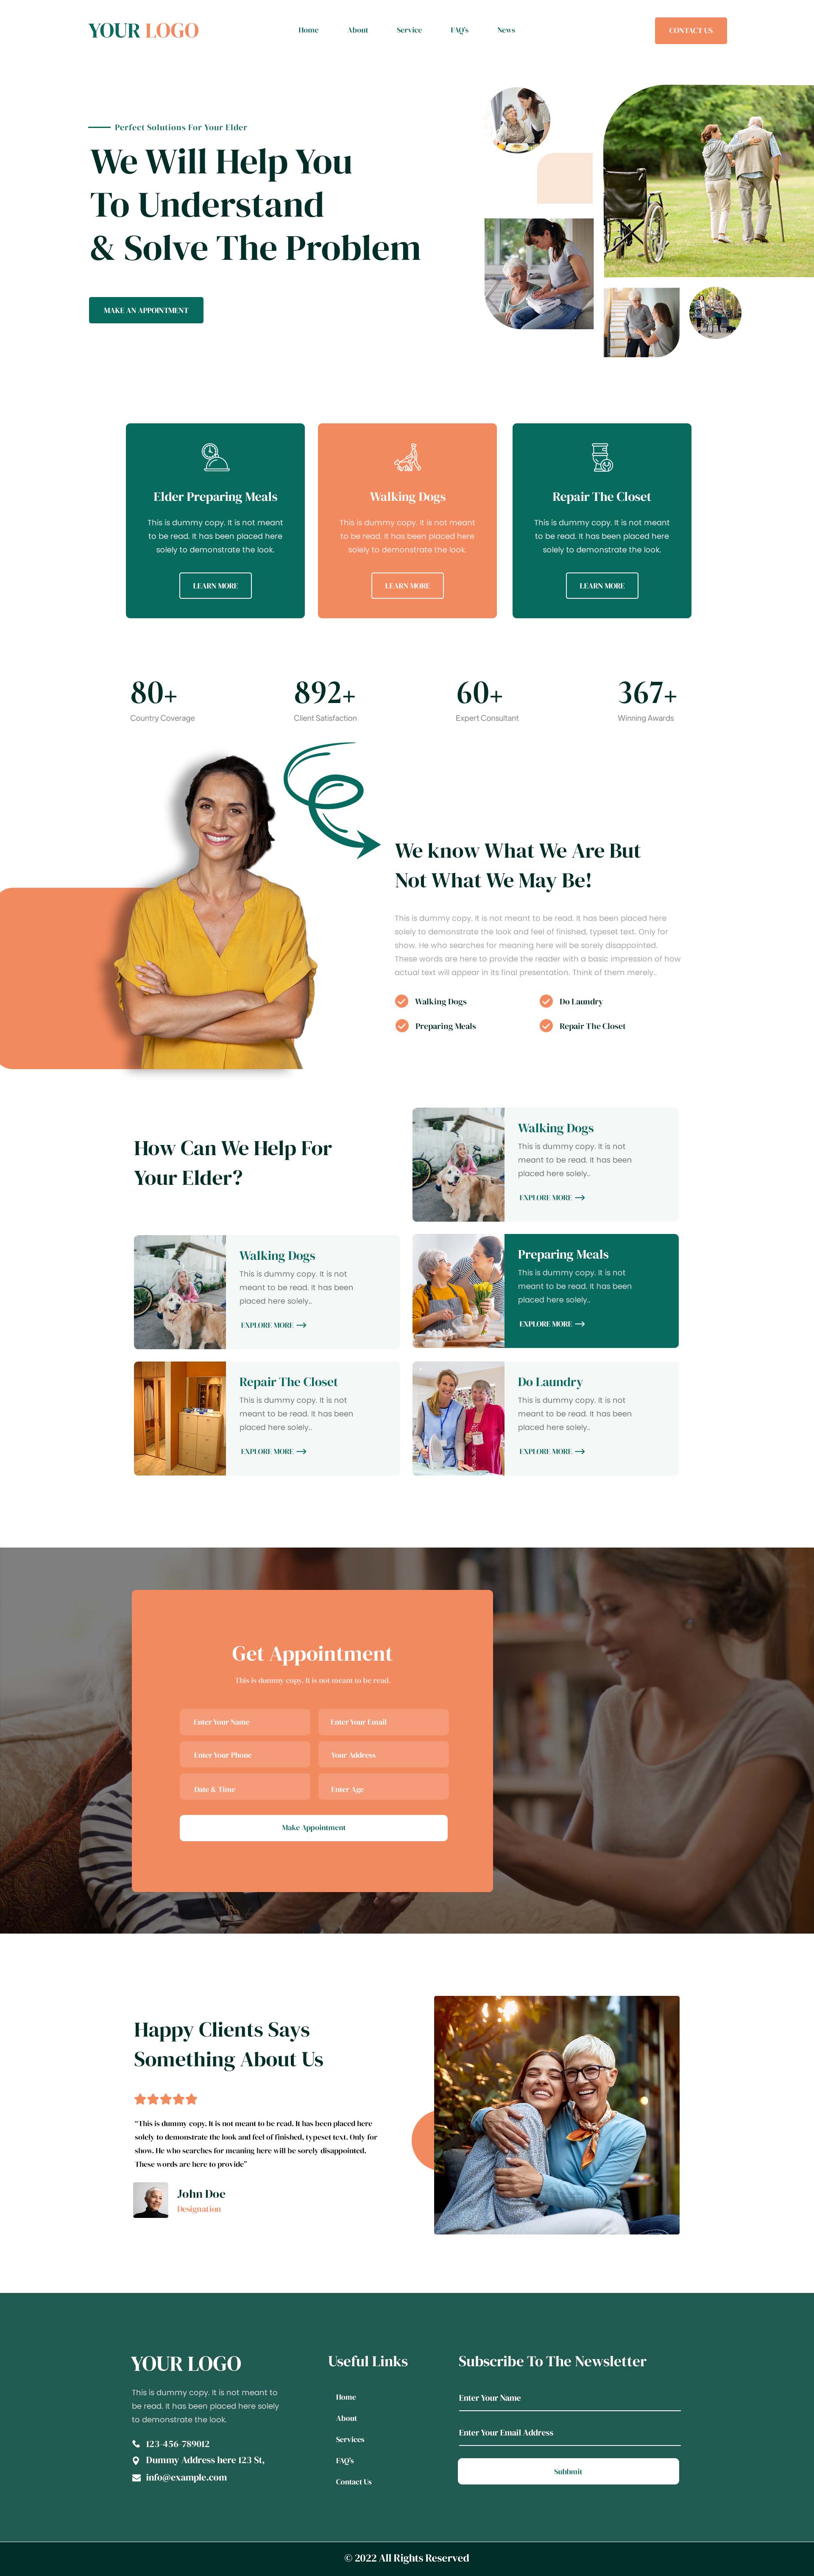 YOUR LOGO
Home About Service FAQ's News
CONTACT US
Perfect Solutions For Your Elder
We Will Help You
To Understand
& Solve The Problem
MAKE AN APPOINTMENT
Elder Preparing Meals
This is dummy copy. It is not meant
to be read. It has been placed here
solely to demonstrate the look.
LEARN MORE
Walking Dogs
This is dummy copy. It is not meant
to be read. It has been placed here
solely to demonstrate the look.
LEARN MORE
Repair The Closet
This is dummy copy. It is not meant
to be read. It has been placed here
solely to demonstrate the look.
LEARN MORE
80+
Country Coverage
892+
Client Satisfaction
60+
Expert Consultant
367+
Winning Awards
We know What We Are But
Not What We May Be!
This is dummy copy. It is not meant to be read. It has been placed here
solely to demonstrate the look and feel of finished, typeset text. Only for
show. He who searches for meaning here will be sorely disappointed.
These words are here to provide the reader with a basic impression of how
actual text will appear in its final presentation. Think of them merely..
Walking Dogs
Do Laundry
Preparing Meals
Repair The Closet
How Can We Help For
Your Elder?
Walking Dogs
This is dummy copy. It is not
meant to be read. It has been
placed here solely..
EXPLORE MORE
Walking Dogs
This is dummy copy. It is not
meant to be read. It has been
placed here solely..
EXPLORE MORE
Preparing Meals
This is dummy copy. It is not
meant to be read. It has been
placed here solely..
EXPLORE MORE
Repair The Closet
This is dummy copy. It is not
meant to be read. It has been
placed here solely..
EXPLORE MORE
Do Laundry
This is dummy copy. It is not
meant to be read. It has been
placed here solely..
EXPLORE MORE
Get Appointment
This is dummy copy. It is not meant to be read.
Enter Your Name
Enter Your Email
Enter Your Phone
Your Address
Date & Time
Enter Age
Make Appointment
Happy Clients Says
Something About Us
"This is dummy copy. It is not meant to be read. It has been placed here
solely to demonstrate the look and feel of finished, typeset text. Only for
show. He who searches for meaning here will be sorely disappointed.
These words are here to provide"
John Doe
Designation
YOUR LOGO
This is dummy copy. It is not meant to
be read. It has been placed here solely
to demonstrate the look.
123-456-789012
Dummy Address here 123 St,
info@example.com
Useful Links
Home
About
Services
FAQ's
Contact Us
Subscribe To The Newsletter
Enter Your Name
Enter Your Email Address
Subbmit
© 2022 All Rights Reserved